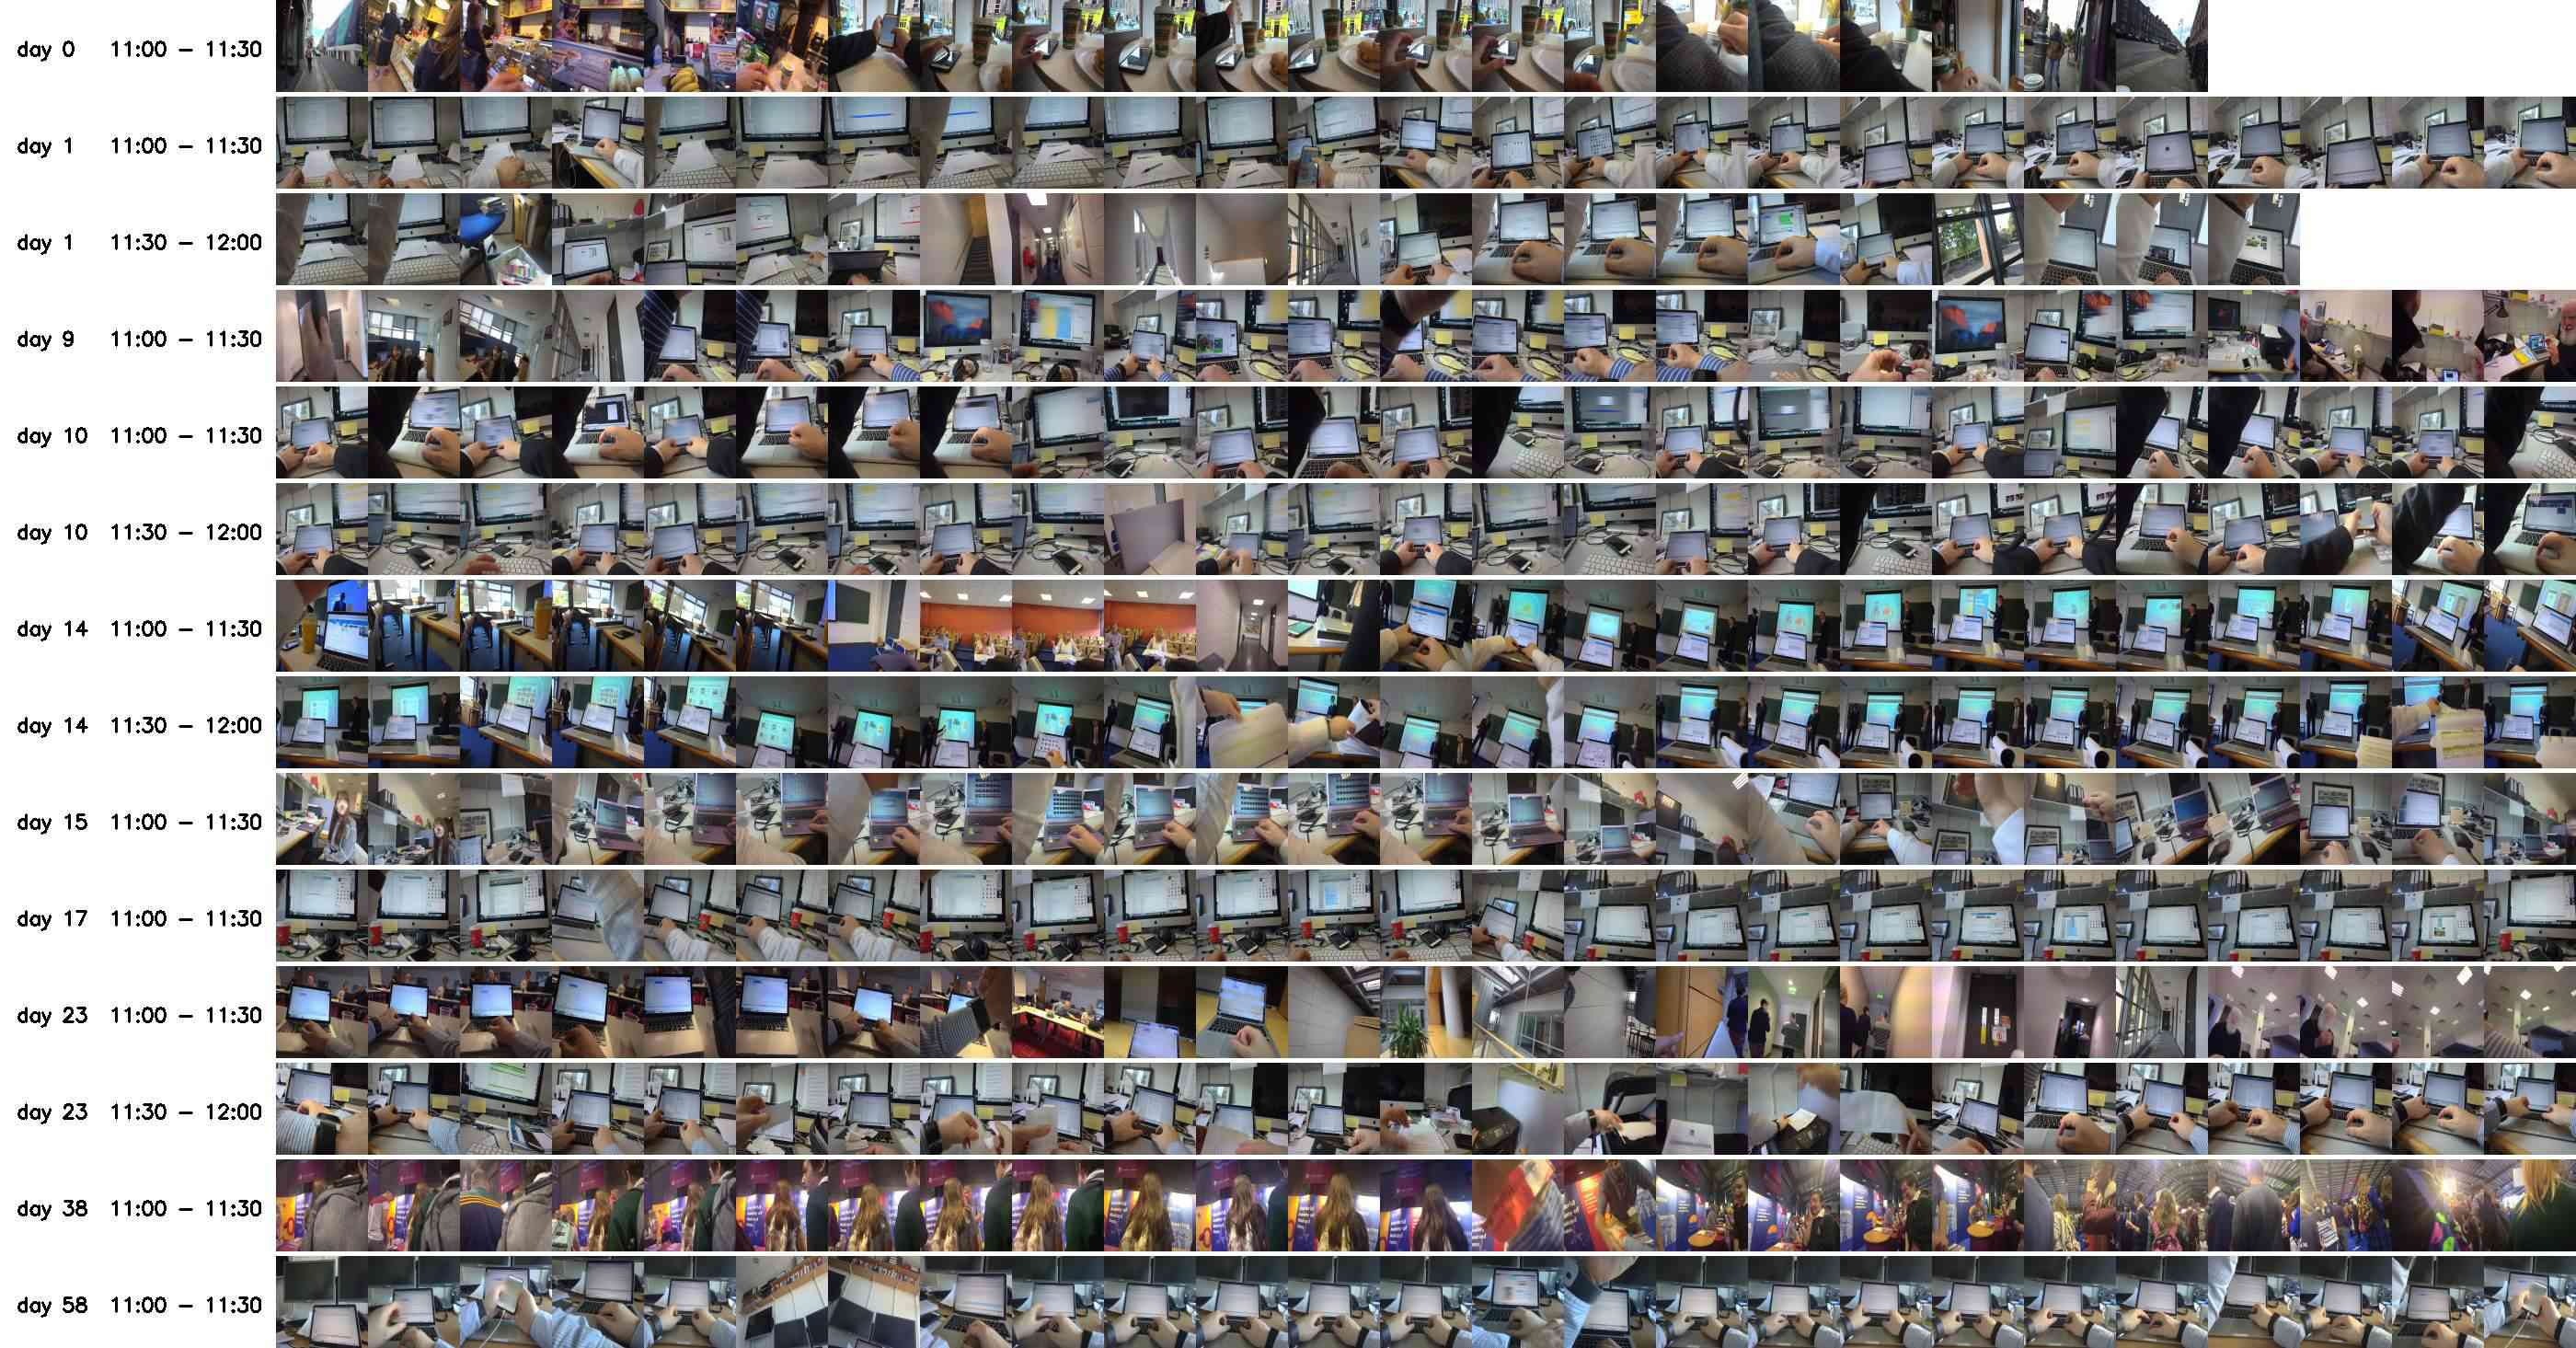 day 0 11:00 – 11:30
day 1 11:00 – 11:30
day 1 11:30 – 12:00
day 9 11:00 – 11:30
day 10 11:00 – 11:30
day 10 11:30 – 12:00
day 14 11:00 – 11:30
day 14 11:30 – 12:00
day 15 11:00 – 11:30
day 17 11:00 – 11:30
day 23 11:00 – 11:30
day 23 11:30 – 12:00
day 38 11:00 – 11:30
day 58 11:00 – 11:30